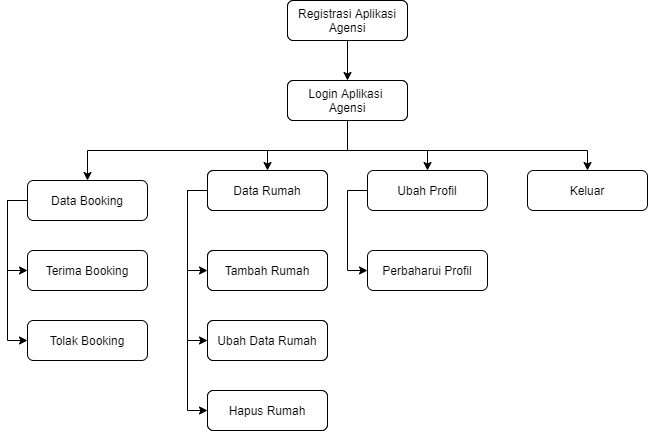 Registrasi Aplikasi
Agensi
Login Aplikasi
Agensi
Data Booking
Data Rumah
Ubah Profil
Keluar
Terima Booking
Tambah Rumah
Perbaharui Profil
Tolak Booking
Ubah Data Rumah
Hapus Rumah